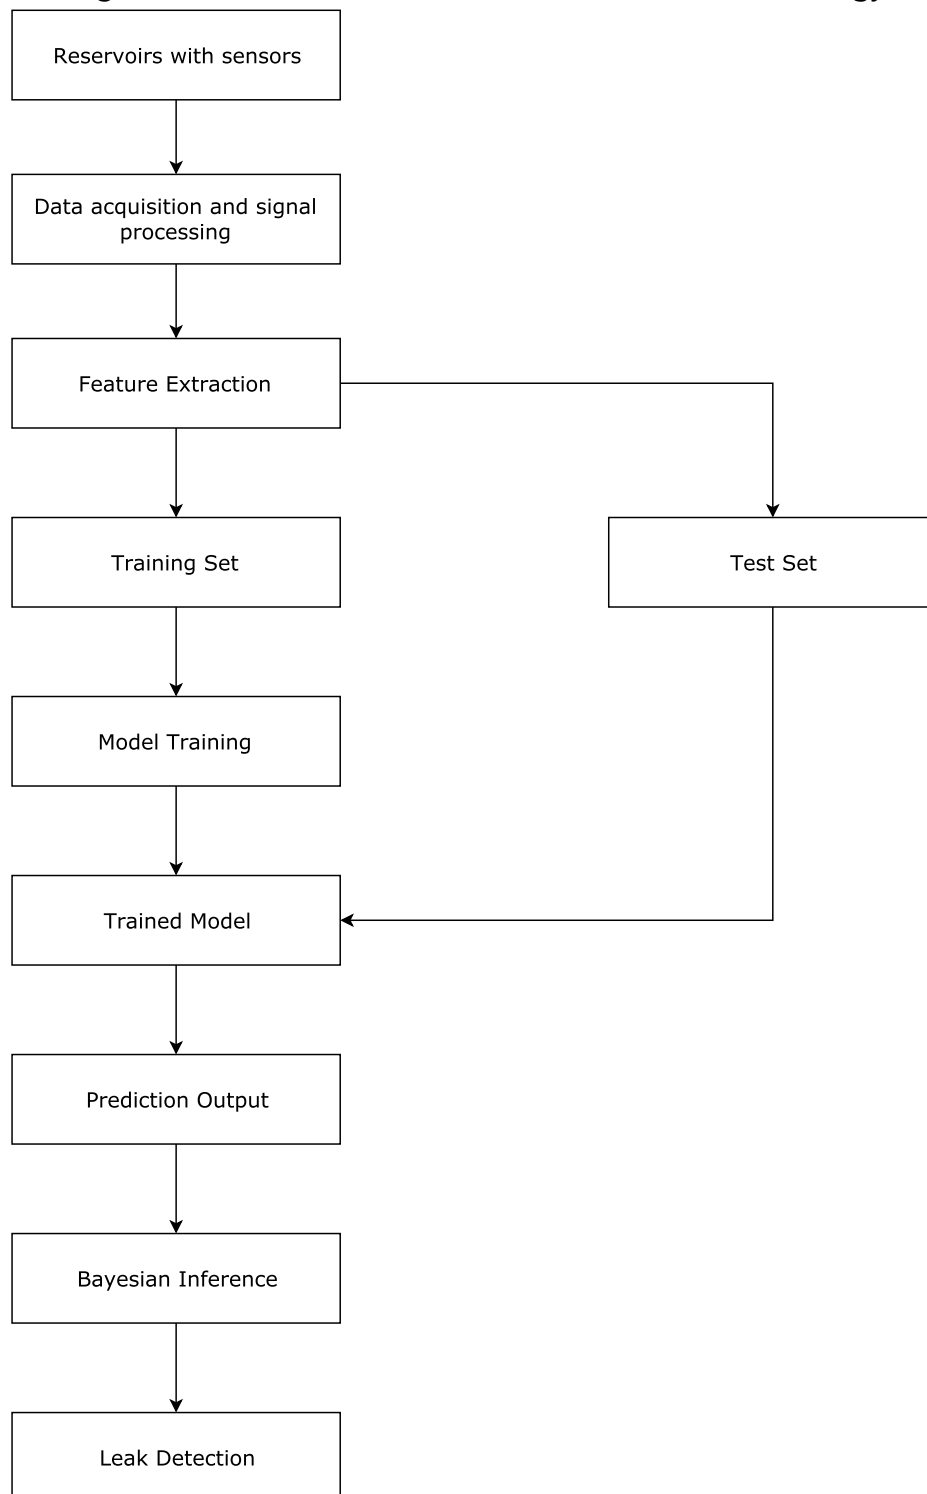 Reservoirs with sensors
Data acquisition and signal
processing
Feature Extraction
Training Set
Test Set
Model Training
Trained Model
Prediction Output
Bayesian Inference
Leak Detection